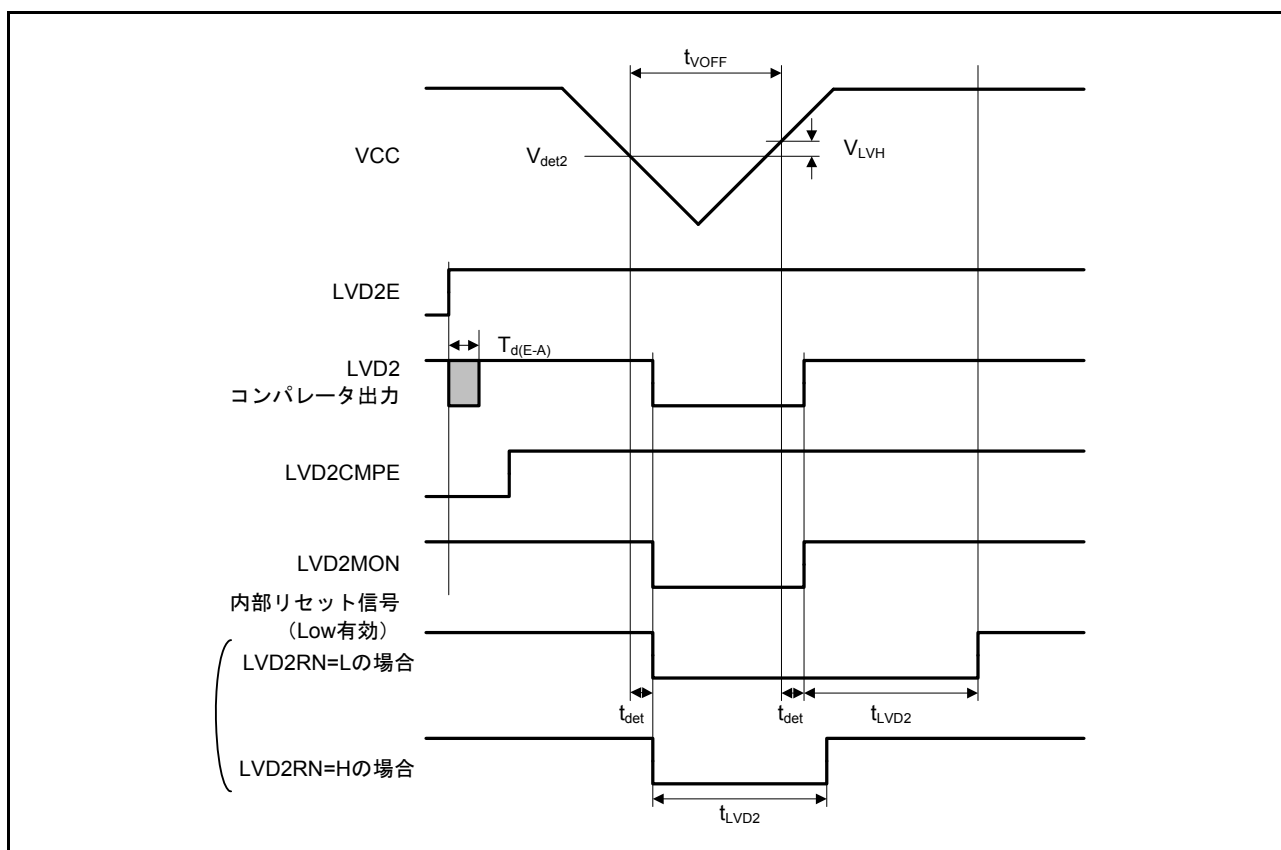 tVOFF
VCC
Vdet2
VLVH
LVD2E
Td(E-A)
LVD2
コンパレータ出力
LVD2CMPE
LVD2MON
内部リセット信号
（Low有効）
LVD2RN=Lの場合
tdet
tdet
tLVD2
LVD2RN=Hの場合
tLVD2